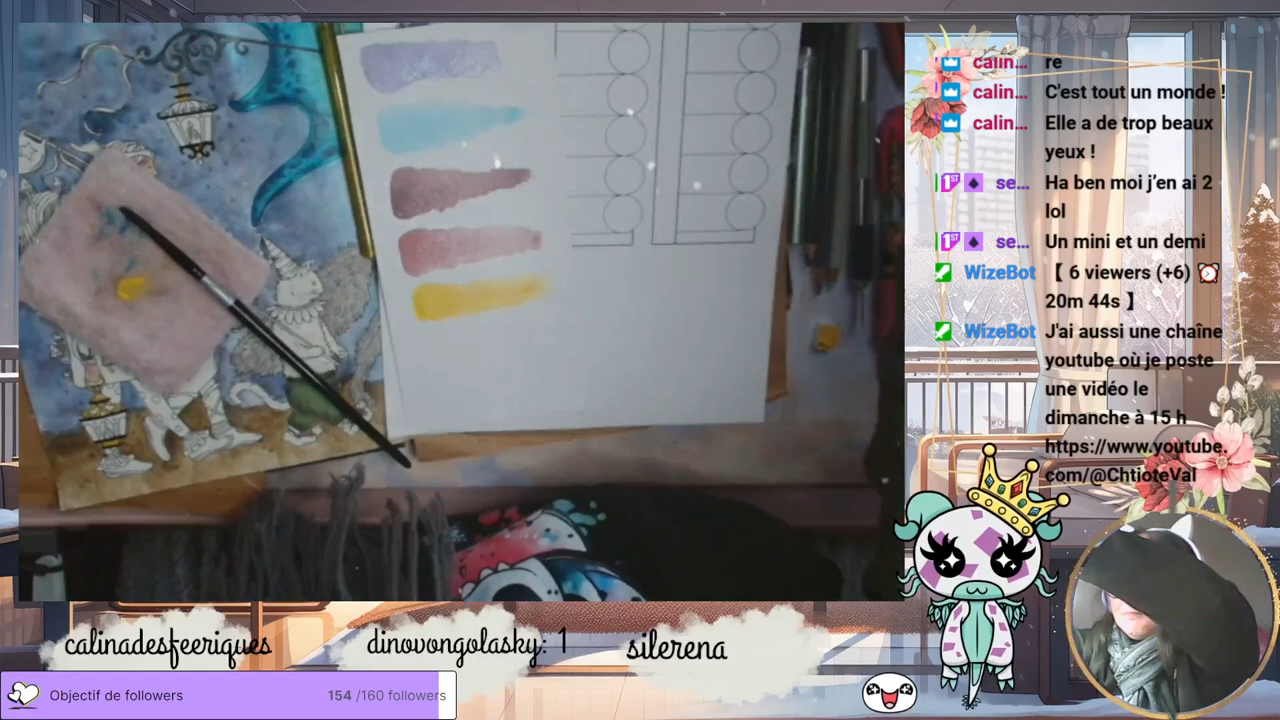 calin... re
calin... C'est tout un monde !
calin... Elle a de trop beaux
yeux !
se... Ha ben moi j’en ai 2
lol
se... Un mini et un demi
WizeBot 【 6 viewers (+6) ⏰
20m 44s 】
WizeBot J'ai aussi une chaîne
youtube où je poste
une vidéo le
dimanche à 15 h
https://www.youtube.
com/@ChtioteVal
calinadesfeeriques
dinovongolasky: 1
silerena
Objectif de followers 154 /160 followers